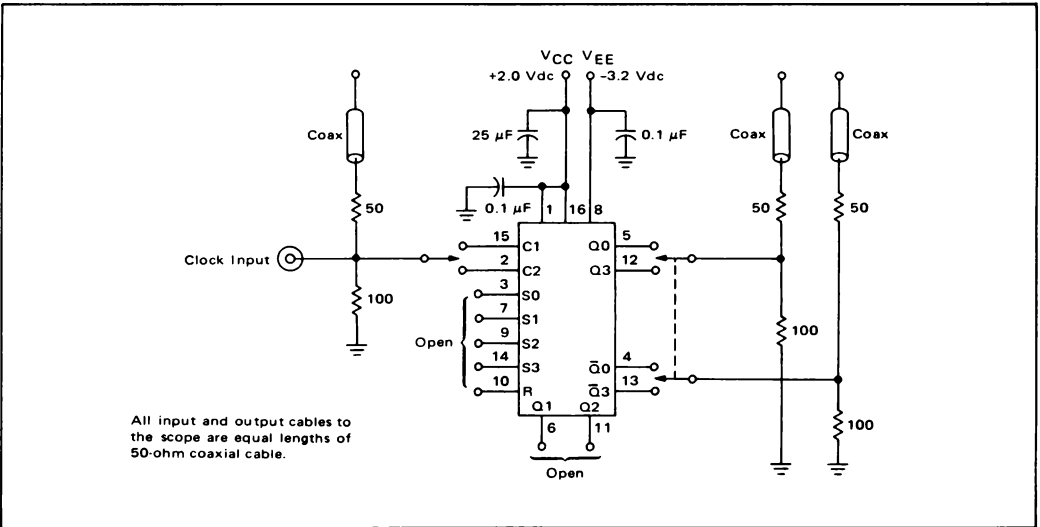 VCC VEE
+2.0 Vdc -3.2 Vdc
Coax
25 µF
0.1 µF
Coax
Coax
0.1 µF
50
1 16 8
50
50
Clock Input
15 C1
2 C2
3 S0
7 S1
9 S2
14 S3
10 R
Open
100
Q0 5
Q3 12
Q̅0 4
Q̅3 13
100
100
Q1 Q2
6 11
Open
All input and output cables to
the scope are equal lengths of
50-ohm coaxial cable.